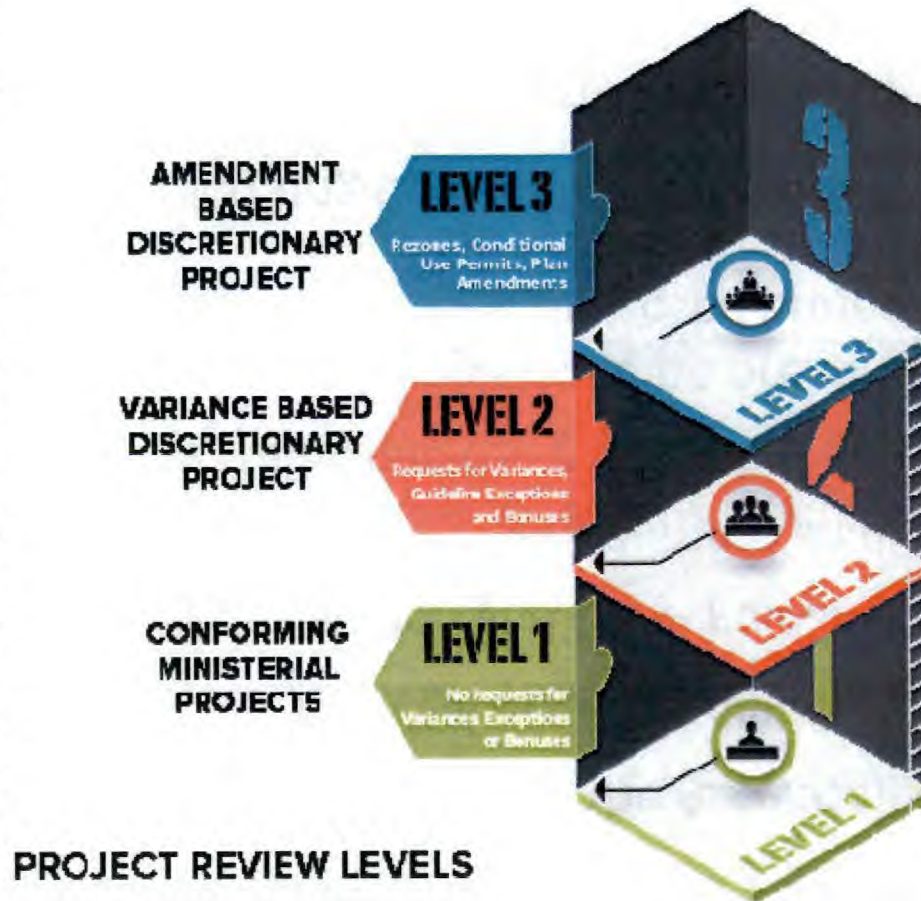 AMENDMENT
BASED
DISCRETIONARY
PROJECT
LEVEL 3
Rezones, Conditional
Use Permits, Plan
Amendments
3
LEVEL 3
VARIANCE BASED
DISCRETIONARY
PROJECT
LEVEL 2
Requests for Variances,
Guideline Exceptions
and Bonuses
2
LEVEL 2
CONFORMING
MINISTERIAL
PROJECTS
LEVEL 1
No Requests for
Variances Exceptions
or Bonuses
1
LEVEL 1
PROJECT REVIEW LEVELS